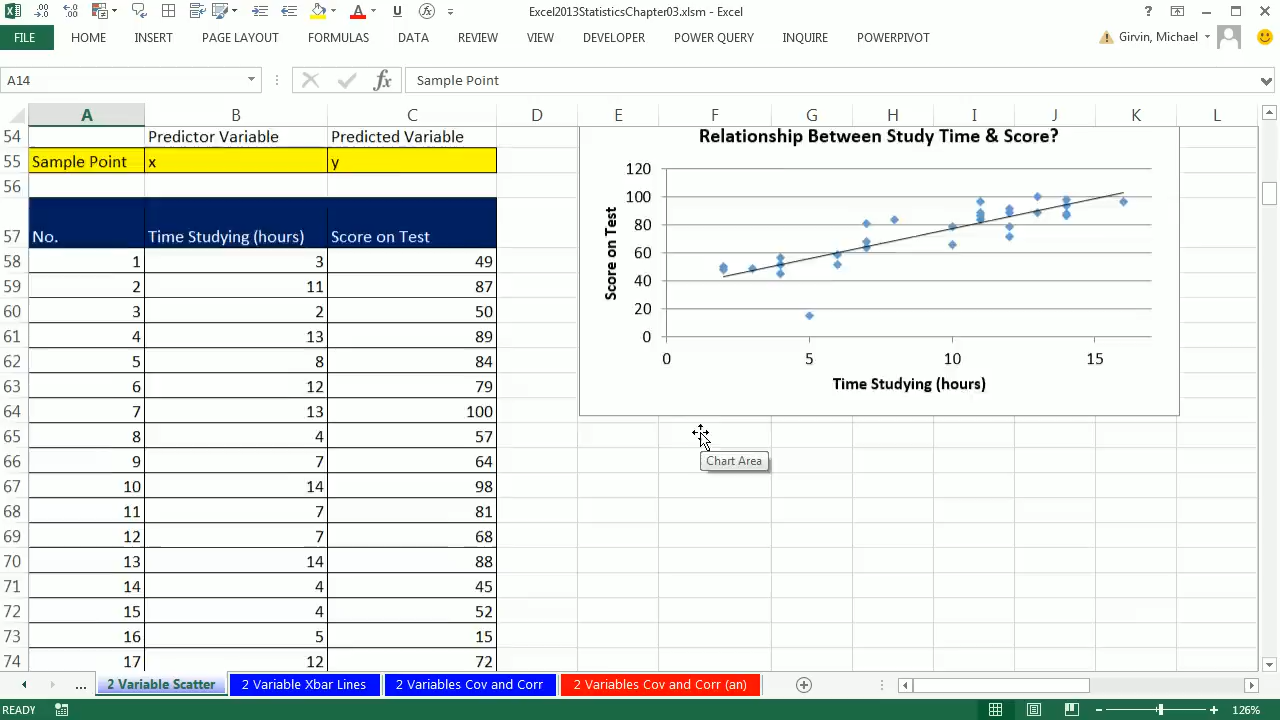 Excel2013StatisticsChapter03.xlsm - Excel
FILE HOME INSERT PAGE LAYOUT FORMULAS DATA REVIEW VIEW DEVELOPER POWER QUERY INQUIRE POWERPIVOT Girvin, Michael
A14 fx Sample Point
A B C D E F G H I J K L
54 Predictor Variable Predicted Variable
55 Sample Point x y
56
57 No. Time Studying (hours) Score on Test
58 1 3 49
59 2 11 87
60 3 2 50
61 4 13 89
62 5 8 84
63 6 12 79
64 7 13 100
65 8 4 57
66 9 7 64
67 10 14 98
68 11 7 81
69 12 7 68
70 13 14 88
71 14 4 45
72 15 4 52
73 16 5 15
74 17 12 72
Relationship Between Study Time & Score?
Score on Test
120
100
80
60
40
20
0
0 5 10 15
Time Studying (hours)
Chart Area
... 2 Variable Scatter 2 Variable Xbar Lines 2 Variables Cov and Corr 2 Variables Cov and Corr (an)
READY 126%